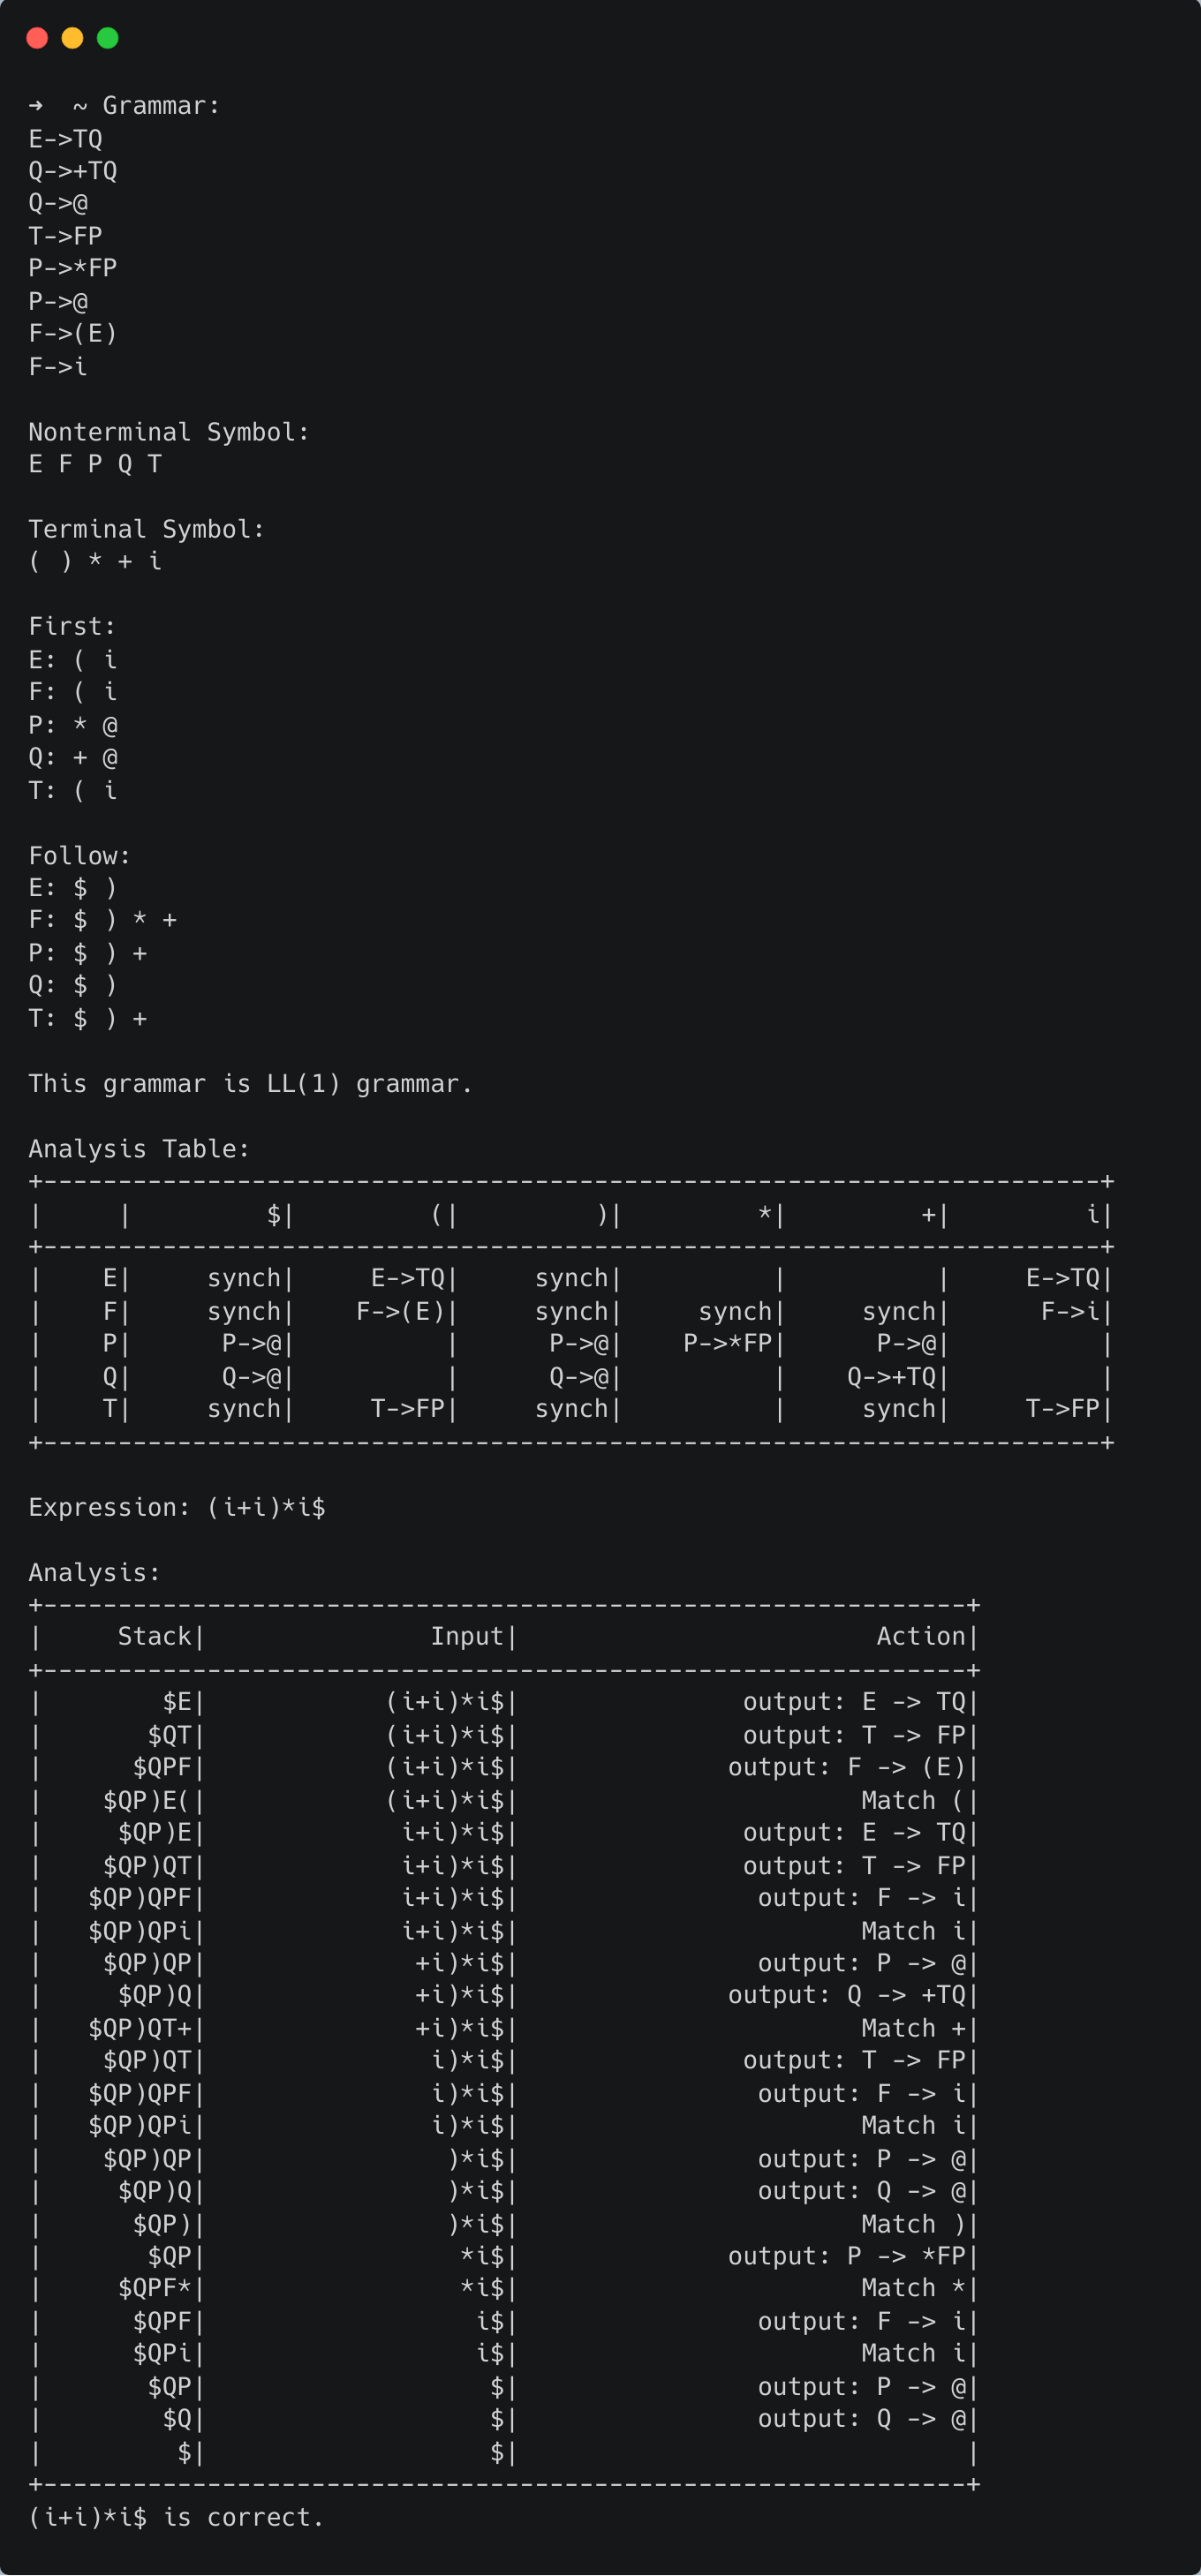 ➜  ~ Grammar:
E->TQ
Q->+TQ
Q->@
T->FP
P->*FP
P->@
F->(E)
F->i

Nonterminal Symbol:
E F P Q T

Terminal Symbol:
( ) * + i

First:
E: ( i
F: ( i
P: * @
Q: + @
T: ( i

Follow:
E: $ )
F: $ ) * +
P: $ ) +
Q: $ )
T: $ ) +

This grammar is LL(1) grammar.

Analysis Table:
+-----------------------------------------------------------------------+
|     |         $|         (|         )|         *|         +|         i|
+-----------------------------------------------------------------------+
|    E|     synch|     E->TQ|     synch|          |          |     E->TQ|
|    F|     synch|    F->(E)|     synch|     synch|     synch|      F->i|
|    P|      P->@|          |      P->@|    P->*FP|      P->@|          |
|    Q|      Q->@|          |      Q->@|          |    Q->+TQ|          |
|    T|     synch|     T->FP|     synch|          |     synch|     T->FP|
+-----------------------------------------------------------------------+

Expression: (i+i)*i$

Analysis:
+--------------------------------------------------------------+
|     Stack|               Input|                        Action|
+--------------------------------------------------------------+
|        $E|            (i+i)*i$|               output: E -> TQ|
|       $QT|            (i+i)*i$|               output: T -> FP|
|      $QPF|            (i+i)*i$|              output: F -> (E)|
|    $QP)E(|            (i+i)*i$|                       Match (|
|     $QP)E|             i+i)*i$|               output: E -> TQ|
|    $QP)QT|             i+i)*i$|               output: T -> FP|
|   $QP)QPF|             i+i)*i$|                output: F -> i|
|   $QP)QPi|             i+i)*i$|                       Match i|
|    $QP)QP|              +i)*i$|                output: P -> @|
|     $QP)Q|              +i)*i$|              output: Q -> +TQ|
|   $QP)QT+|              +i)*i$|                       Match +|
|    $QP)QT|               i)*i$|               output: T -> FP|
|   $QP)QPF|               i)*i$|                output: F -> i|
|   $QP)QPi|               i)*i$|                       Match i|
|    $QP)QP|                )*i$|                output: P -> @|
|     $QP)Q|                )*i$|                output: Q -> @|
|      $QP)|                )*i$|                       Match )|
|       $QP|                 *i$|              output: P -> *FP|
|     $QPF*|                 *i$|                       Match *|
|      $QPF|                  i$|                output: F -> i|
|      $QPi|                  i$|                       Match i|
|       $QP|                   $|                output: P -> @|
|        $Q|                   $|                output: Q -> @|
|         $|                   $|                              |
+--------------------------------------------------------------+
(i+i)*i$ is correct.